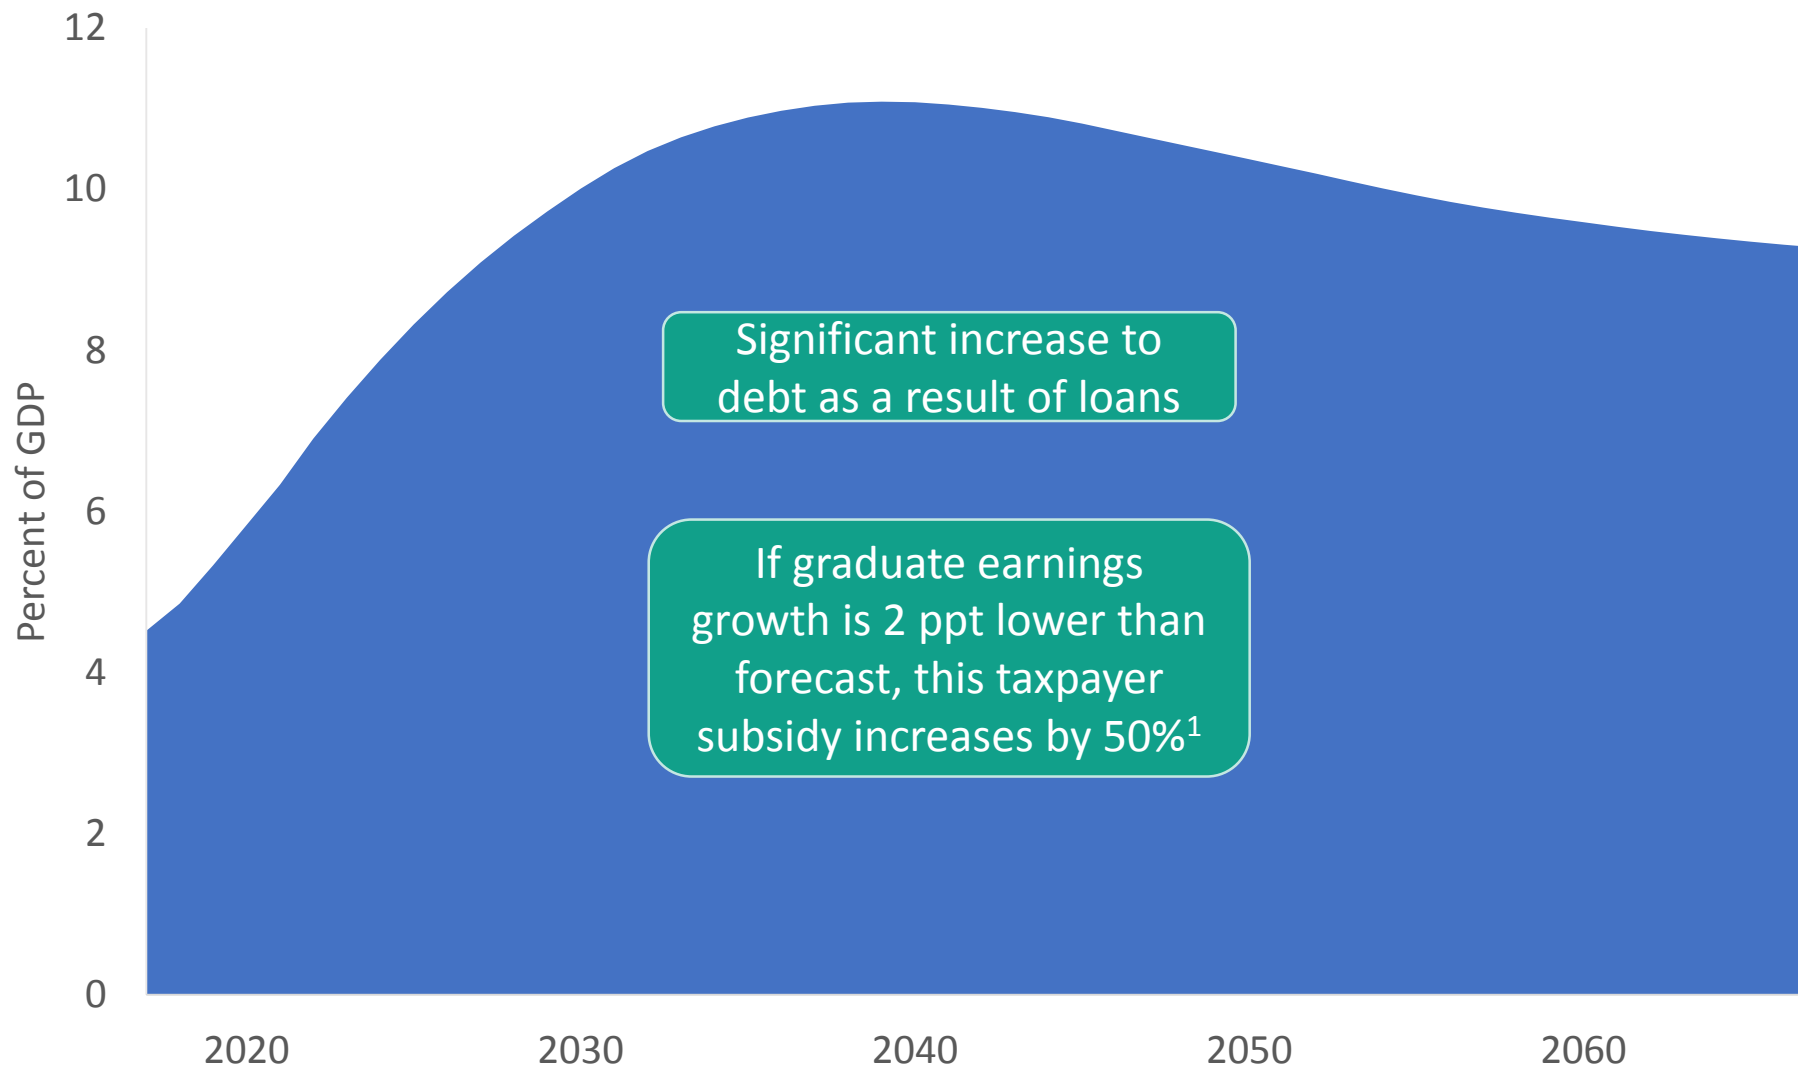 12
10
8
6
4
2
0
Percent of GDP
Significant increase to
debt as a result of loans
If graduate earnings
growth is 2 ppt lower than
forecast, this taxpayer
subsidy increases by 50%¹
2020
2030
2040
2050
2060